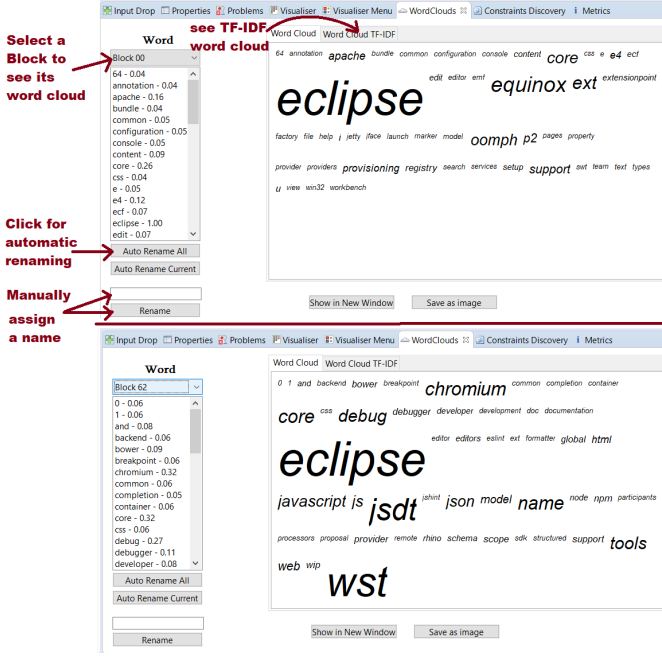 Input Drop Properties Problems Visualiser Visualiser Menu WordClouds Constraints Discovery Metrics
Select a
Block to
see its
word cloud
see TF-IDF
word cloud
Word
Block 00
64 - 0.04
annotation - 0.04
apache - 0.16
bundle - 0.04
common - 0.05
configuration - 0.05
console - 0.05
content - 0.09
core - 0.26
css - 0.04
e - 0.05
e4 - 0.12
ecf - 0.07
eclipse - 1.00
edit - 0.07
Click for
automatic
renaming
Auto Rename All
Auto Rename Current
Manually
assign
a name
Rename
Word Cloud Word Cloud TF-IDF
64 annotation apache bundle common configuration console content core css e e4 ecf
eclipse edit editor emf equinox ext extensionpoint
factory file help j jetty jface launch marker model oomph p2 pages property
provider providers provisioning registry search services setup support swt team text types
u view win32 workbench
Show in New Window Save as image
Input Drop Properties Problems Visualiser Visualiser Menu WordClouds Constraints Discovery Metrics
Word
Block 62
0 - 0.06
1 - 0.06
and - 0.08
backend - 0.06
bower - 0.09
breakpoint - 0.06
chromium - 0.32
common - 0.06
completion - 0.05
container - 0.06
core - 0.32
css - 0.06
debug - 0.27
debugger - 0.11
developer - 0.08
Auto Rename All
Auto Rename Current
Rename
Word Cloud Word Cloud TF-IDF
0 1 and backend bower breakpoint chromium common completion container
core css debug debugger developer development doc documentation
eclipse editor editors eslint ext formatter global html
javascript js jsdt jshint json model name node npm participants
processors proposal provider remote rhino schema scope sdk structured support tools
web wip wst
Show in New Window Save as image